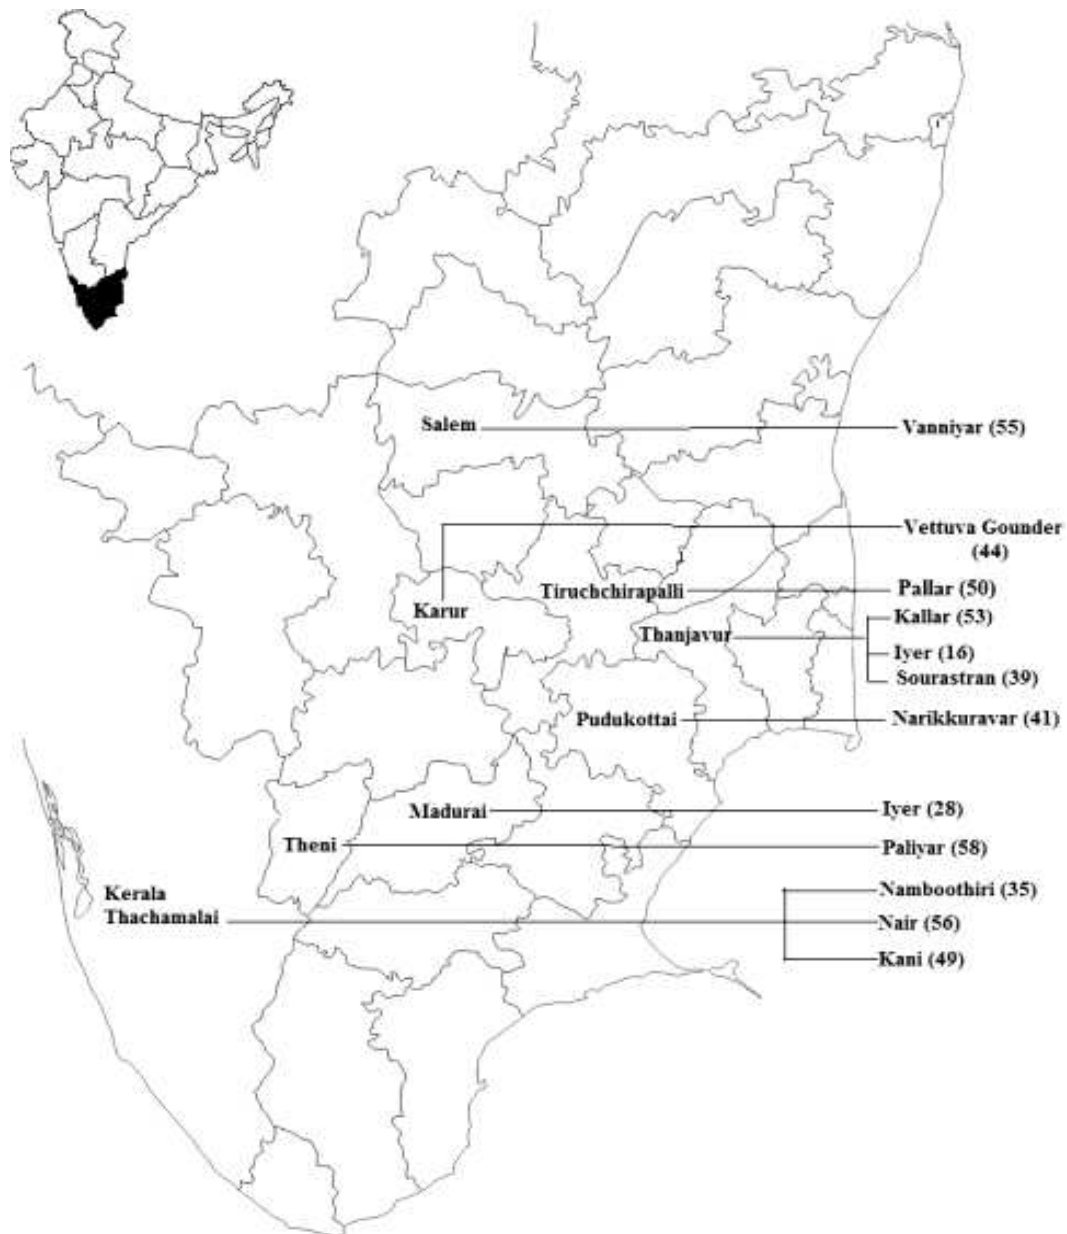 Salem
Vanniyar (55)
Vettuva Gounder
(44)
Tiruchchirapalli
Pallar (50)
Karur
Kallar (53)
Thanjavur
Iyer (16)
Sourastran (39)
Pudukottai
Narikkuravar (41)
Madurai
Iyer (28)
Theni
Paliyar (58)
Kerala
Thachamalai
Namboothiri (35)
Nair (56)
Kani (49)